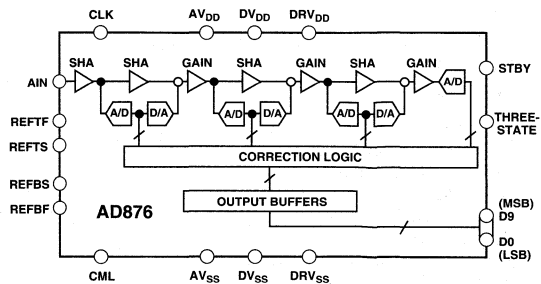 CLK
AVDD
DVDD
DRVDD
SHA
SHA
GAIN
SHA
GAIN
SHA
GAIN
AIN
A/D
STBY
A/D
D/A
A/D
D/A
A/D
D/A
REFTF
THREE-
STATE
REFTS
CORRECTION LOGIC
REFBS
OUTPUT BUFFERS
(MSB)
D9
REFBF
AD876
D0
(LSB)
CML
AVSS
DVSS
DRVSS